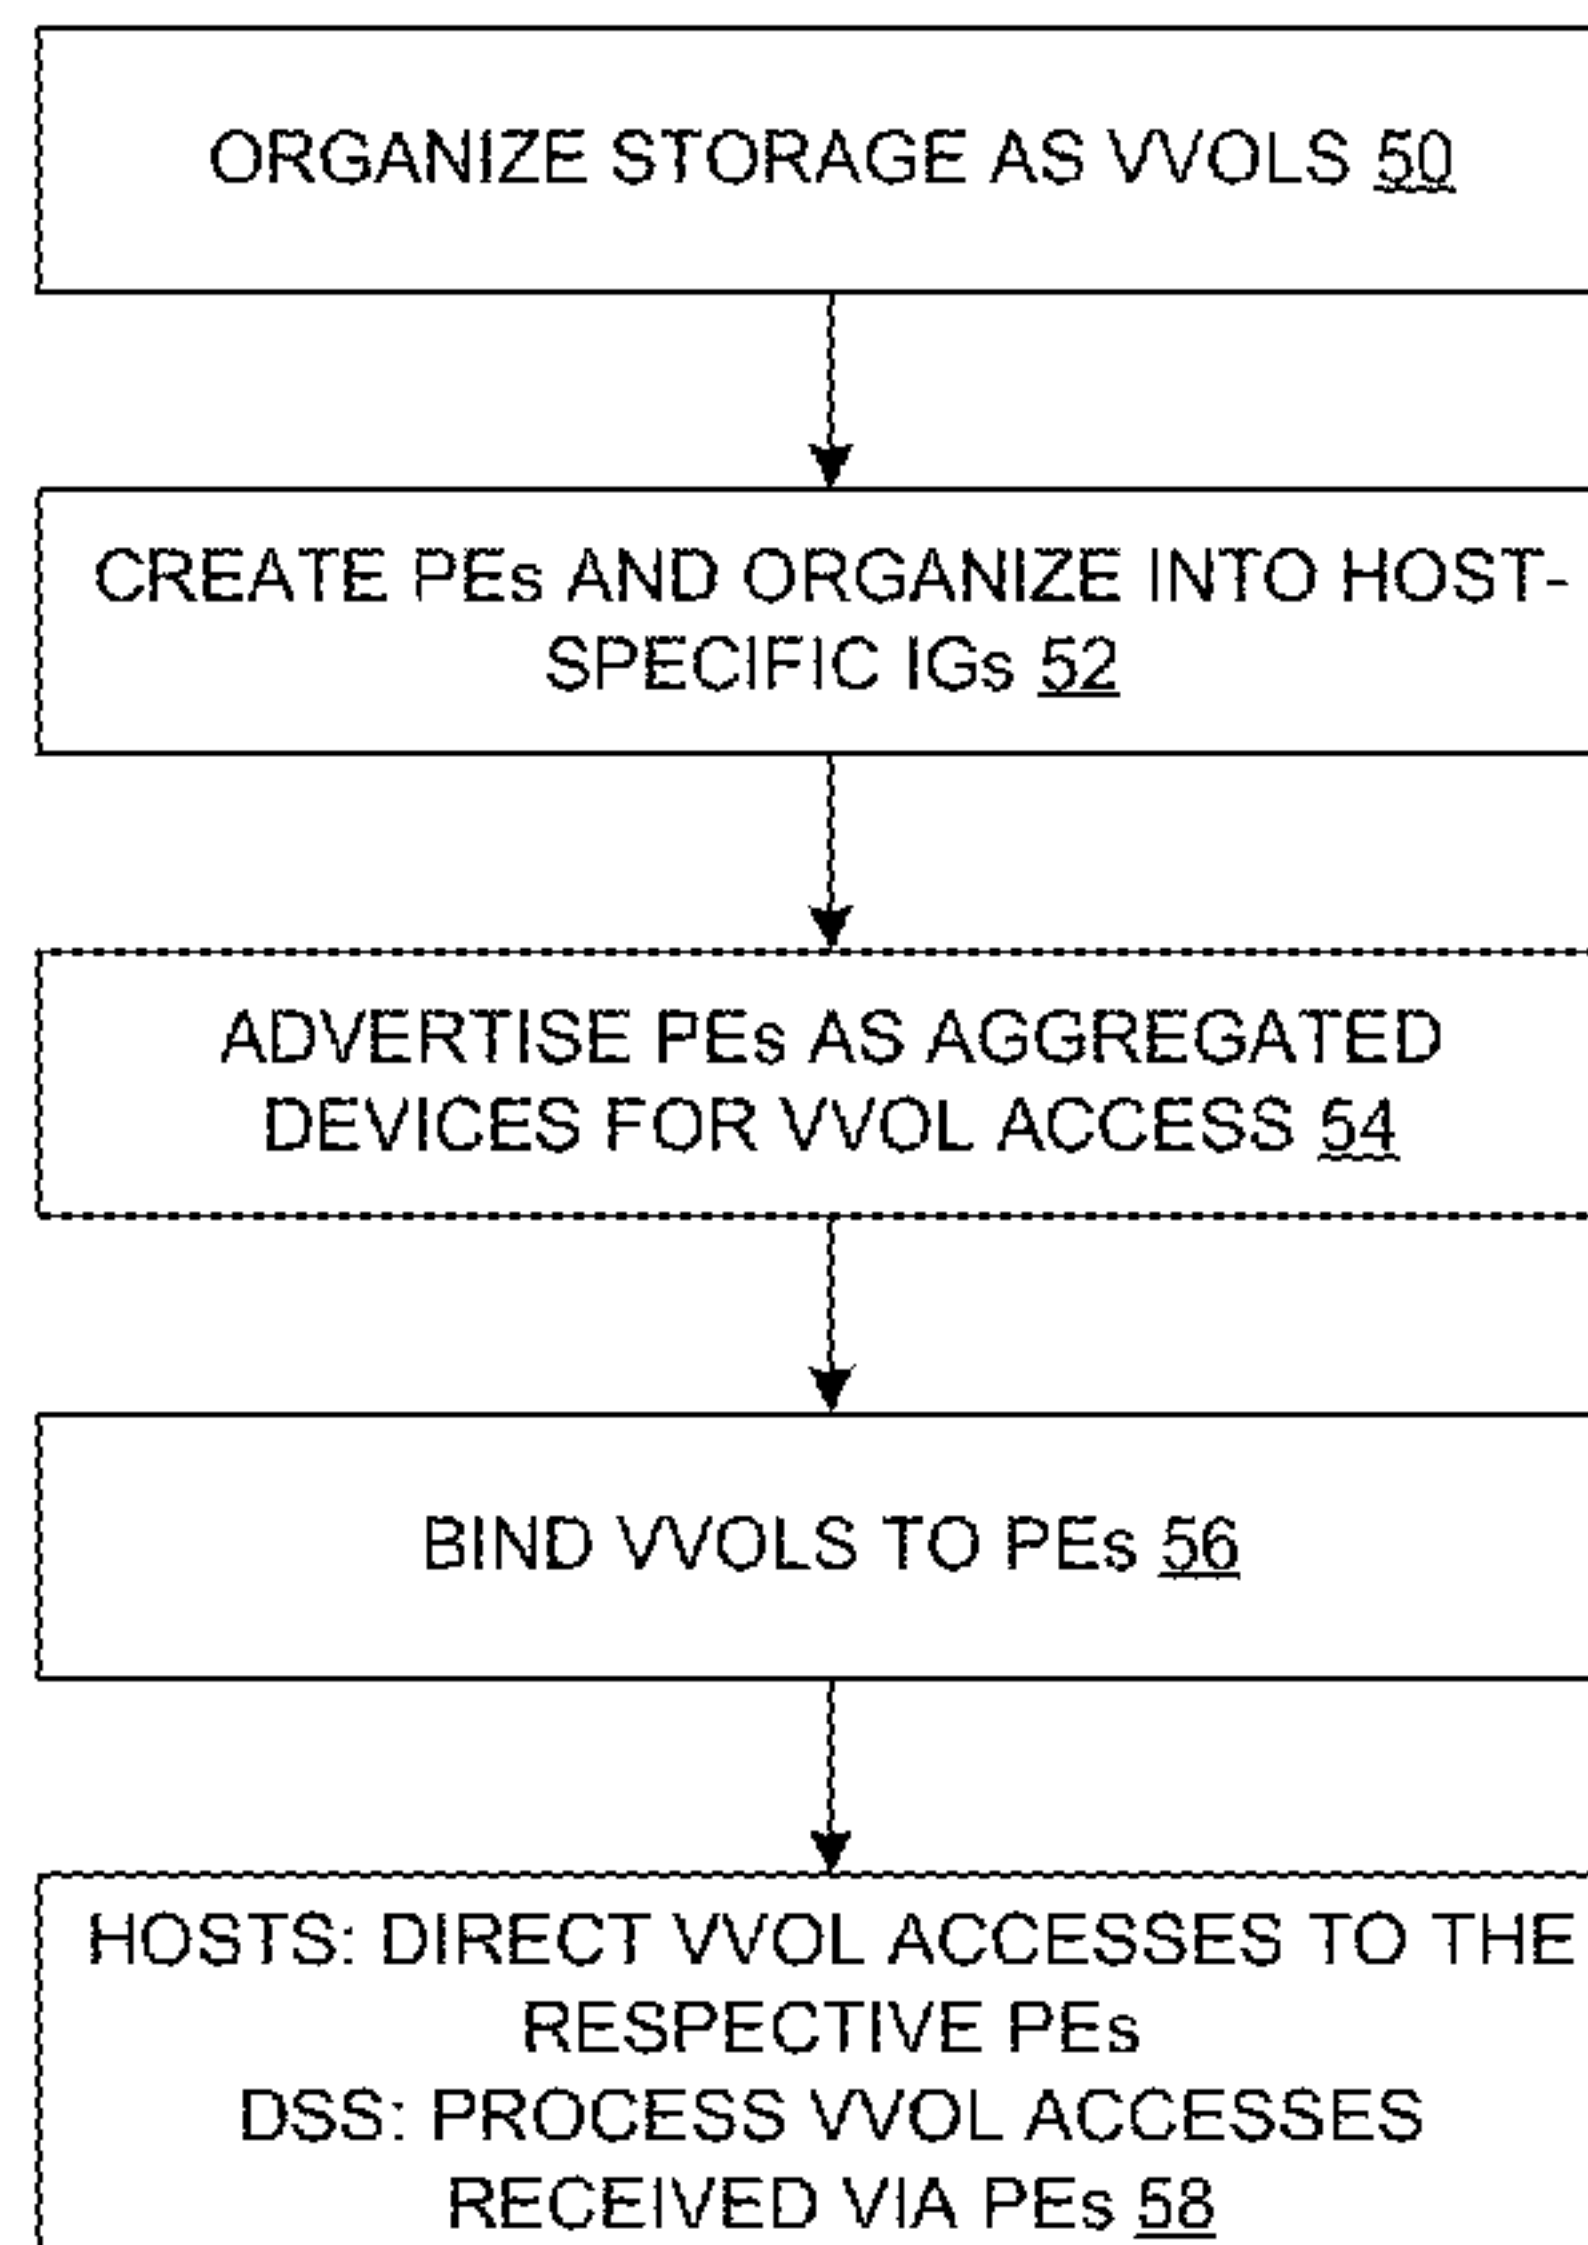 ORGANIZE STORAGE AS VVOLS 50
CREATE PEs AND ORGANIZE INTO HOST-
SPECIFIC IGs 52
ADVERTISE PEs AS AGGREGATED
DEVICES FOR VVOL ACCESS 54
BIND VVOLS TO PEs 56
HOSTS: DIRECT VVOL ACCESSES TO THE
RESPECTIVE PEs
DSS: PROCESS VVOL ACCESSES
RECEIVED VIA PEs 58